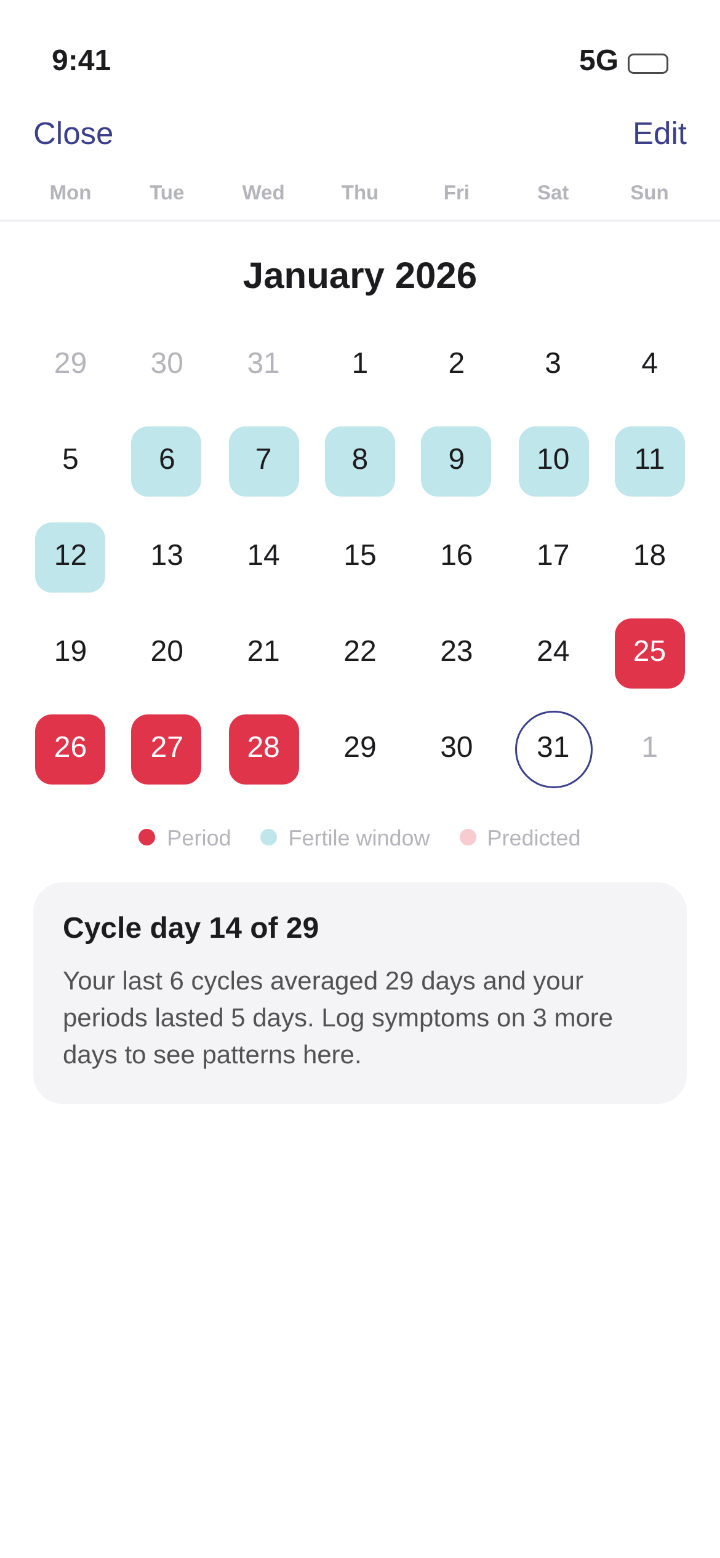 9:41 5G
Close Edit
Mon Tue Wed Thu Fri Sat Sun
January 2026
29 30 31 1 2 3 4
5 6 7 8 9 10 11
12 13 14 15 16 17 18
19 20 21 22 23 24 25
26 27 28 29 30 31 1
Period Fertile window Predicted
Cycle day 14 of 29
Your last 6 cycles averaged 29 days and your
periods lasted 5 days. Log symptoms on 3 more
days to see patterns here.